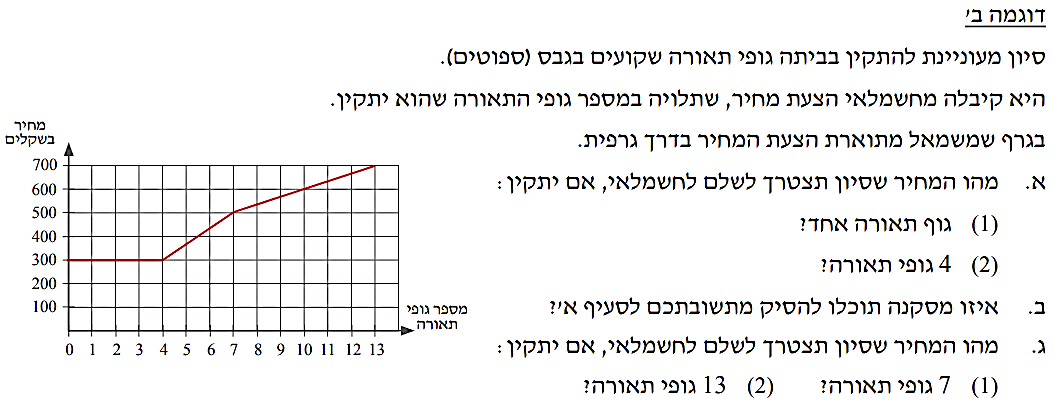 דוגמה ב׳
סיון מעוניינת להתקין בביתה גופי תאורה שקועים בגבס (ספוטים).
היא קיבלה מחשמלאי הצעת מחיר, שתלויה במספר גופי התאורה שהוא יתקין.
בגרף שמשמאל מתוארת הצעת המחיר בדרך גרפית.
א. מהו המחיר שסיון תצטרך לשלם לחשמלאי, אם יתקין:
(1) גוף תאורה אחד?
(2) 4 גופי תאורה?
ב. איזו מסקנה תוכלו להסיק מתשובתכם לסעיף א׳?
ג. מהו המחיר שסיון תצטרך לשלם לחשמלאי, אם יתקין:
(1) 7 גופי תאורה? (2) 13 גופי תאורה?
מחיר
בשקלים
700
600
500
400
300
200
100
0 1 2 3 4 5 6 7 8 9 10 11 12 13
מספר גופי
תאורה